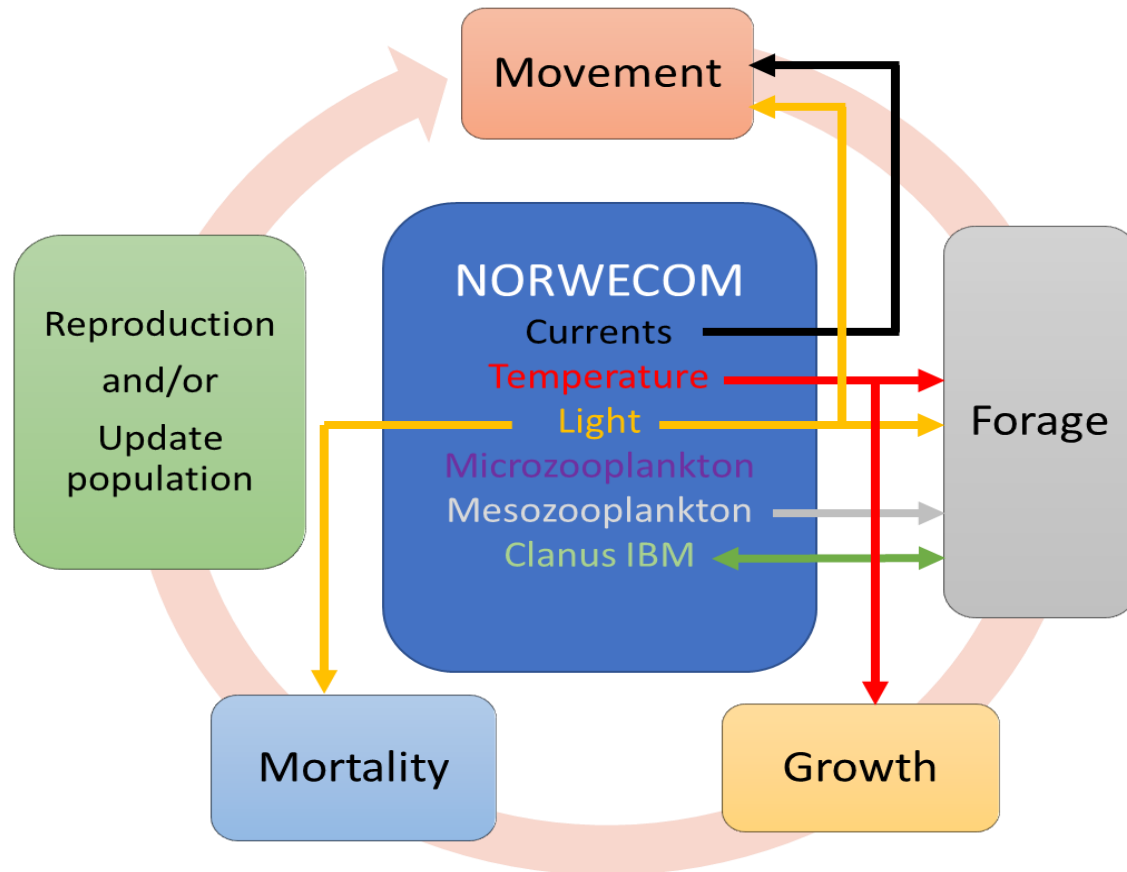 Movement
NORWECOM
Currents
Temperature
Light
Microzooplankton
Mesozooplankton
Clanus IBM
Reproduction
and/or
Update
population
Forage
Mortality
Growth